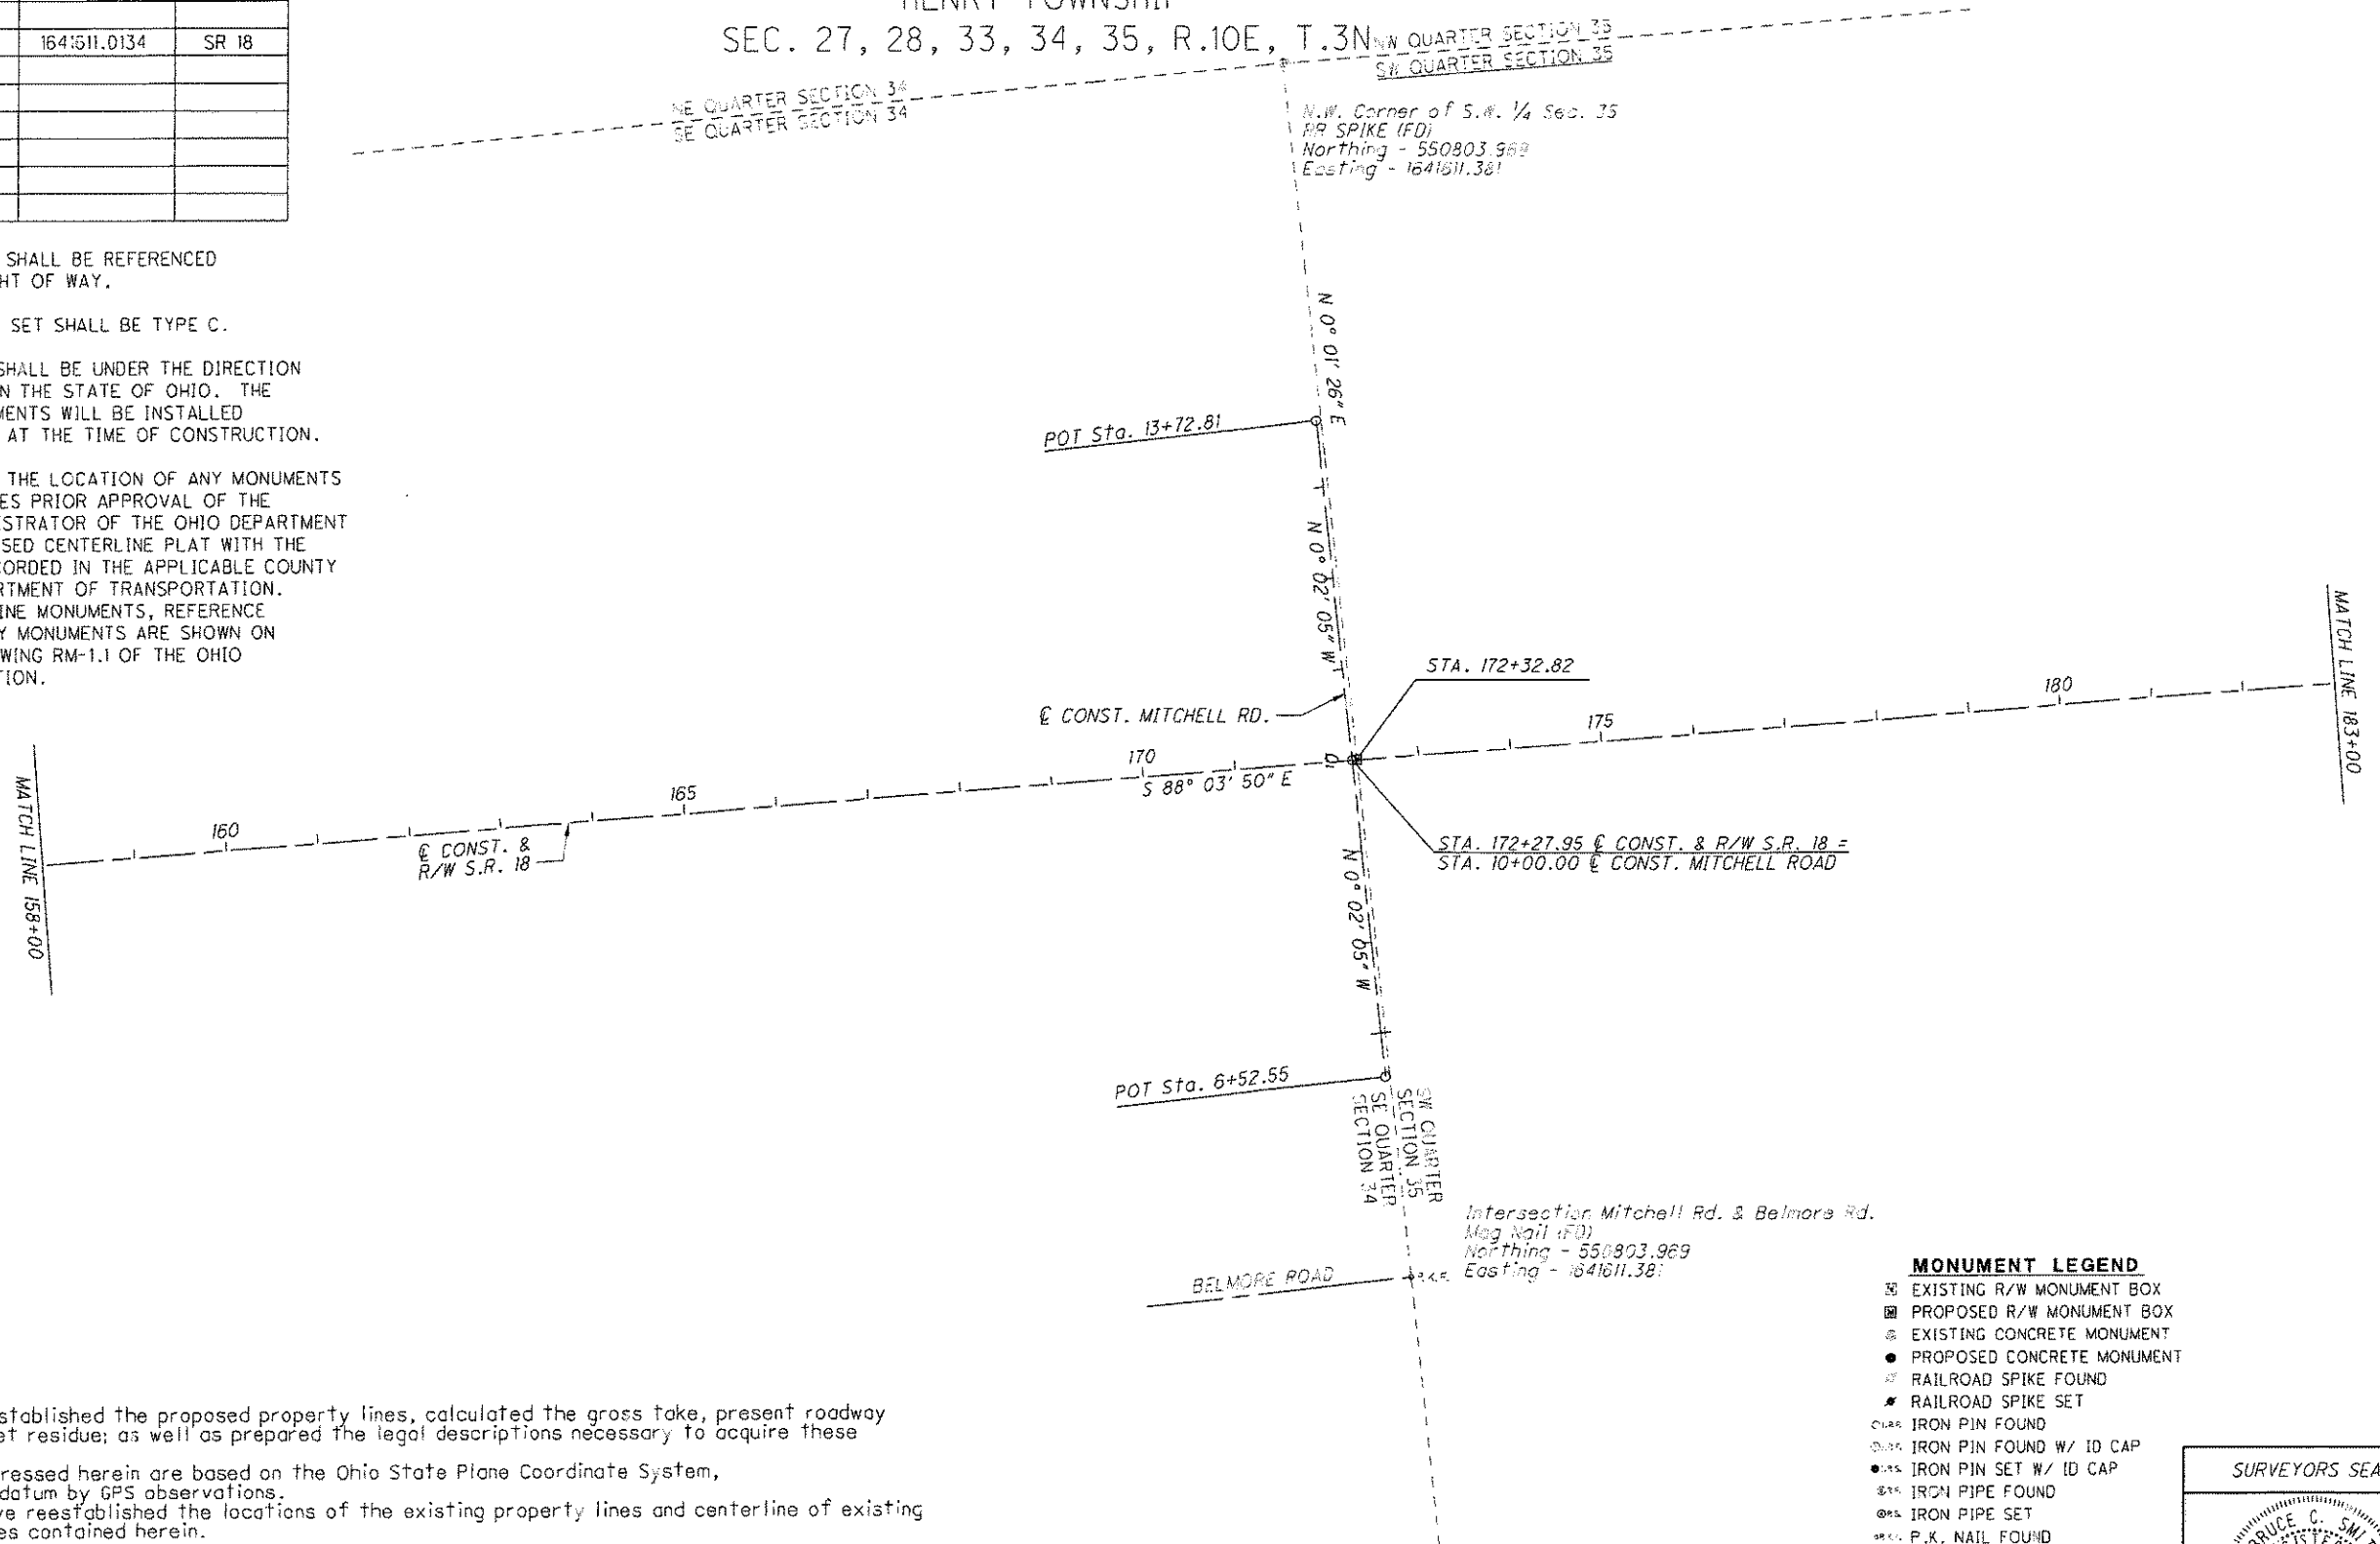 HENRY TOWNSHIP
SEC. 27, 28, 33, 34, 35, R.10E, T.3N
1641611.0134 SR 18
NW QUARTER SECTION 35
SW QUARTER SECTION 35
NE QUARTER SECTION 34
SE QUARTER SECTION 34
N.W. Corner of S.W. 1/4 Sec. 35
RR SPIKE (FD)
Northing - 550803.969
Easting - 1641611.381
SHALL BE REFERENCED
HT OF WAY.
SET SHALL BE TYPE C.
SHALL BE UNDER THE DIRECTION
N THE STATE OF OHIO. THE
MENTS WILL BE INSTALLED
AT THE TIME OF CONSTRUCTION.
THE LOCATION OF ANY MONUMENTS
ES PRIOR APPROVAL OF THE
ESTRATOR OF THE OHIO DEPARTMENT
SED CENTERLINE PLAT WITH THE
CORDED IN THE APPLICABLE COUNTY
RTMENT OF TRANSPORTATION.
INE MONUMENTS, REFERENCE
Y MONUMENTS ARE SHOWN ON
WING RM-1.1 OF THE OHIO
TION.
N 0° 01' 26" E
POT Sta. 13+72.81
N 0° 02' 05" W
STA. 172+32.82
℄ CONST. MITCHELL RD.
MATCH LINE 183+00
180
175
170
165
160
10
S 88° 03' 50" E
MATCH LINE 158+00
℄ CONST. &
R/W S.R. 18
STA. 172+27.95 ℄ CONST. & R/W S.R. 18 =
STA. 10+00.00 ℄ CONST. MITCHELL ROAD
N 0° 02' 05" W
POT Sta. 6+52.55
SW QUARTER
SECTION 35
SE QUARTER
SECTION 34
Intersection Mitchell Rd. & Belmore Rd.
Mag Nail (FD)
Northing - 550803.969
Easting - 1641611.381
BELMORE ROAD
MONUMENT LEGEND
EXISTING R/W MONUMENT BOX
PROPOSED R/W MONUMENT BOX
EXISTING CONCRETE MONUMENT
PROPOSED CONCRETE MONUMENT
RAILROAD SPIKE FOUND
RAILROAD SPIKE SET
IRON PIN FOUND
IRON PIN FOUND W/ ID CAP
IRON PIN SET W/ ID CAP
IRON PIPE FOUND
IRON PIPE SET
P.K. NAIL FOUND
stablished the proposed property lines, calculated the gross take, present roadway
et residue; as well as prepared the legal descriptions necessary to acquire these
ressed herein are based on the Ohio State Plane Coordinate System,
datum by GPS observations.
ve reestablished the locations of the existing property lines and centerline of existing
es contained herein.
SURVEYORS SEA
BRUCE C. SMI